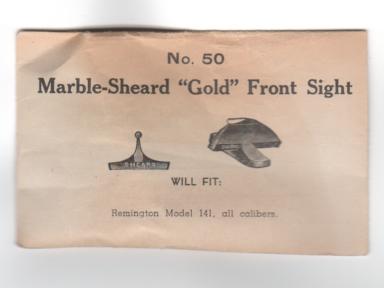 No. 50
Marble-Sheard "Gold" Front Sight
SHEARD
WILL FIT:
Remington Model 141, all calibers.